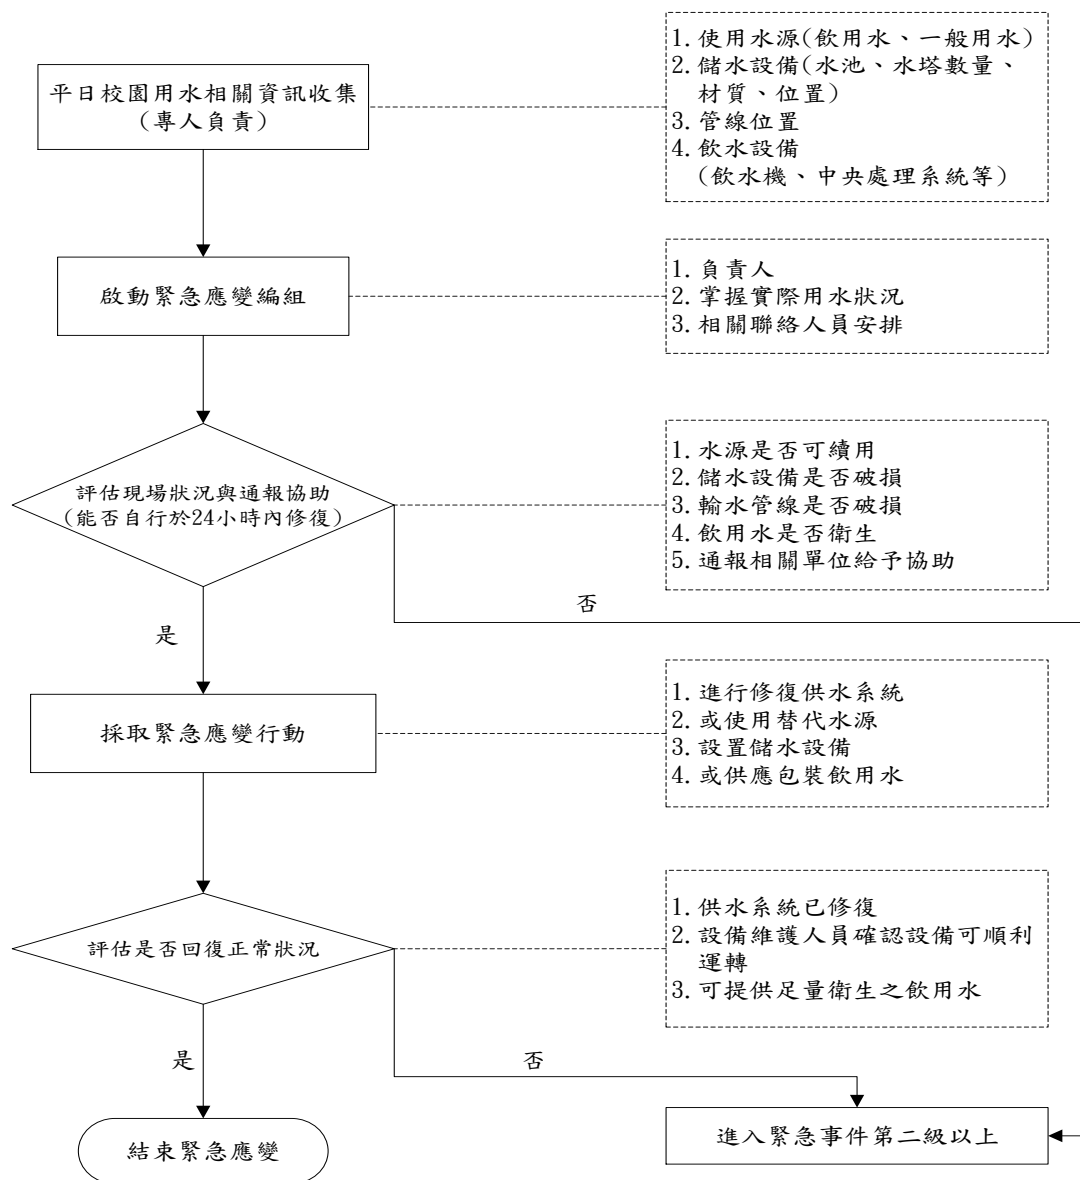 平日校園用水相關資訊收集
(專人負責)
1. 使用水源(飲用水、一般用水)
2. 儲水設備(水池、水塔數量、
材質、位置)
3. 管線位置
4. 飲水設備
(飲水機、中央處理系統等)
啟動緊急應變編組
1. 負責人
2. 掌握實際用水狀況
3. 相關聯絡人員安排
評估現場狀況與通報協助
(能否自行於24小時內修復)
1. 水源是否可續用
2. 儲水設備是否破損
3. 輸水管線是否破損
4. 飲用水是否衛生
5. 通報相關單位給予協助
否
是
採取緊急應變行動
1. 進行修復供水系統
2. 或使用替代水源
3. 設置儲水設備
4. 或供應包裝飲用水
評估是否回復正常狀況
1. 供水系統已修復
2. 設備維護人員確認設備可順利
運轉
3. 可提供足量衛生之飲用水
是
否
結束緊急應變
進入緊急事件第二級以上